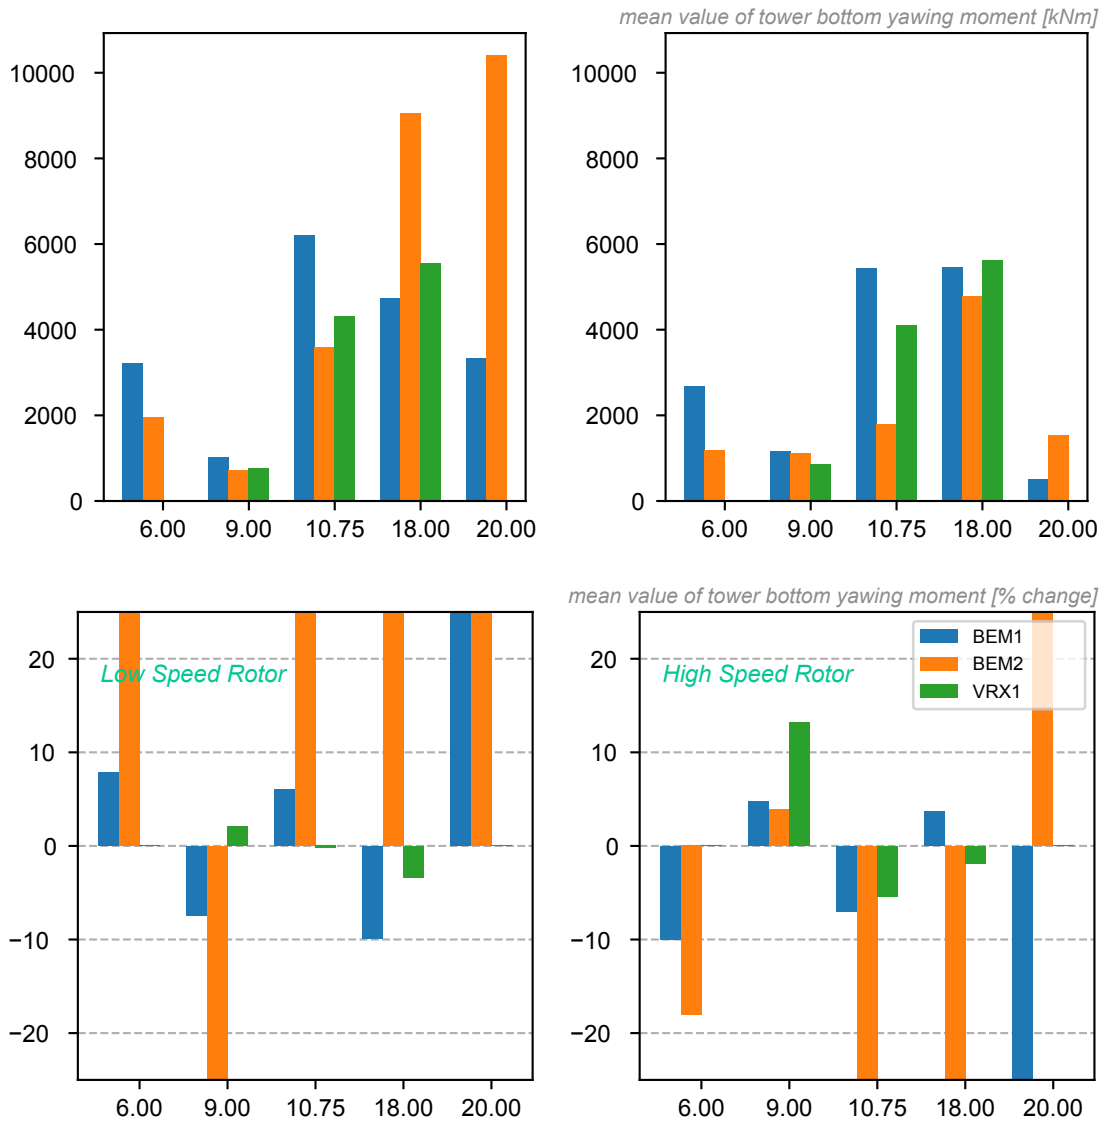 mean value of tower bottom yawing moment [kNm]
10000
8000
6000
4000
2000
0
6.00 9.00 10.75 18.00 20.00
10000
8000
6000
4000
2000
0
6.00 9.00 10.75 18.00 20.00
mean value of tower bottom yawing moment [% change]
20
10
0
−10
−20
Low Speed Rotor
6.00 9.00 10.75 18.00 20.00
20
10
0
−10
−20
High Speed Rotor
BEM1
BEM2
VRX1
6.00 9.00 10.75 18.00 20.00